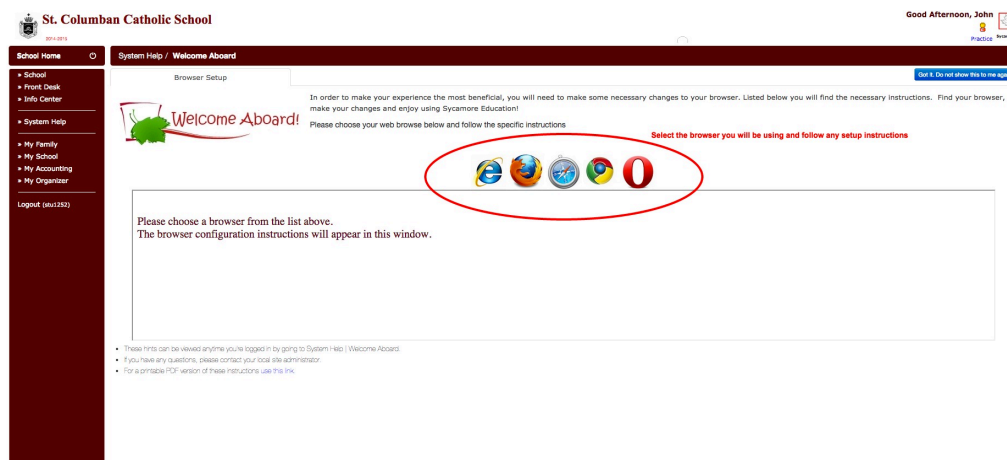 St. Columban Catholic School
2014-2015
Good Afternoon, John
Practice
School Home
System Help / Welcome Aboard
» School
» Front Desk
» Info Center
» System Help
» My Family
» My School
» My Accounting
» My Organizer
Logout (stu1252)
Browser Setup
Got it. Do not show this to me aga
Welcome Aboard!
In order to make your experience the most beneficial, you will need to make some necessary changes to your browser. Listed below you will find the necessary instructions. Find your browser,
make your changes and enjoy using Sycamore Education!
Please choose your web browse below and follow the specific instructions
Select the browser you will be using and follow any setup instructions
Please choose a browser from the list above.
The browser configuration instructions will appear in this window.
• These hints can be viewed anytime you're logged in by going to System Help | Welcome Aboard.
• If you have any questions, please contact your local site administrator.
• For a printable PDF version of these instructions use this link.